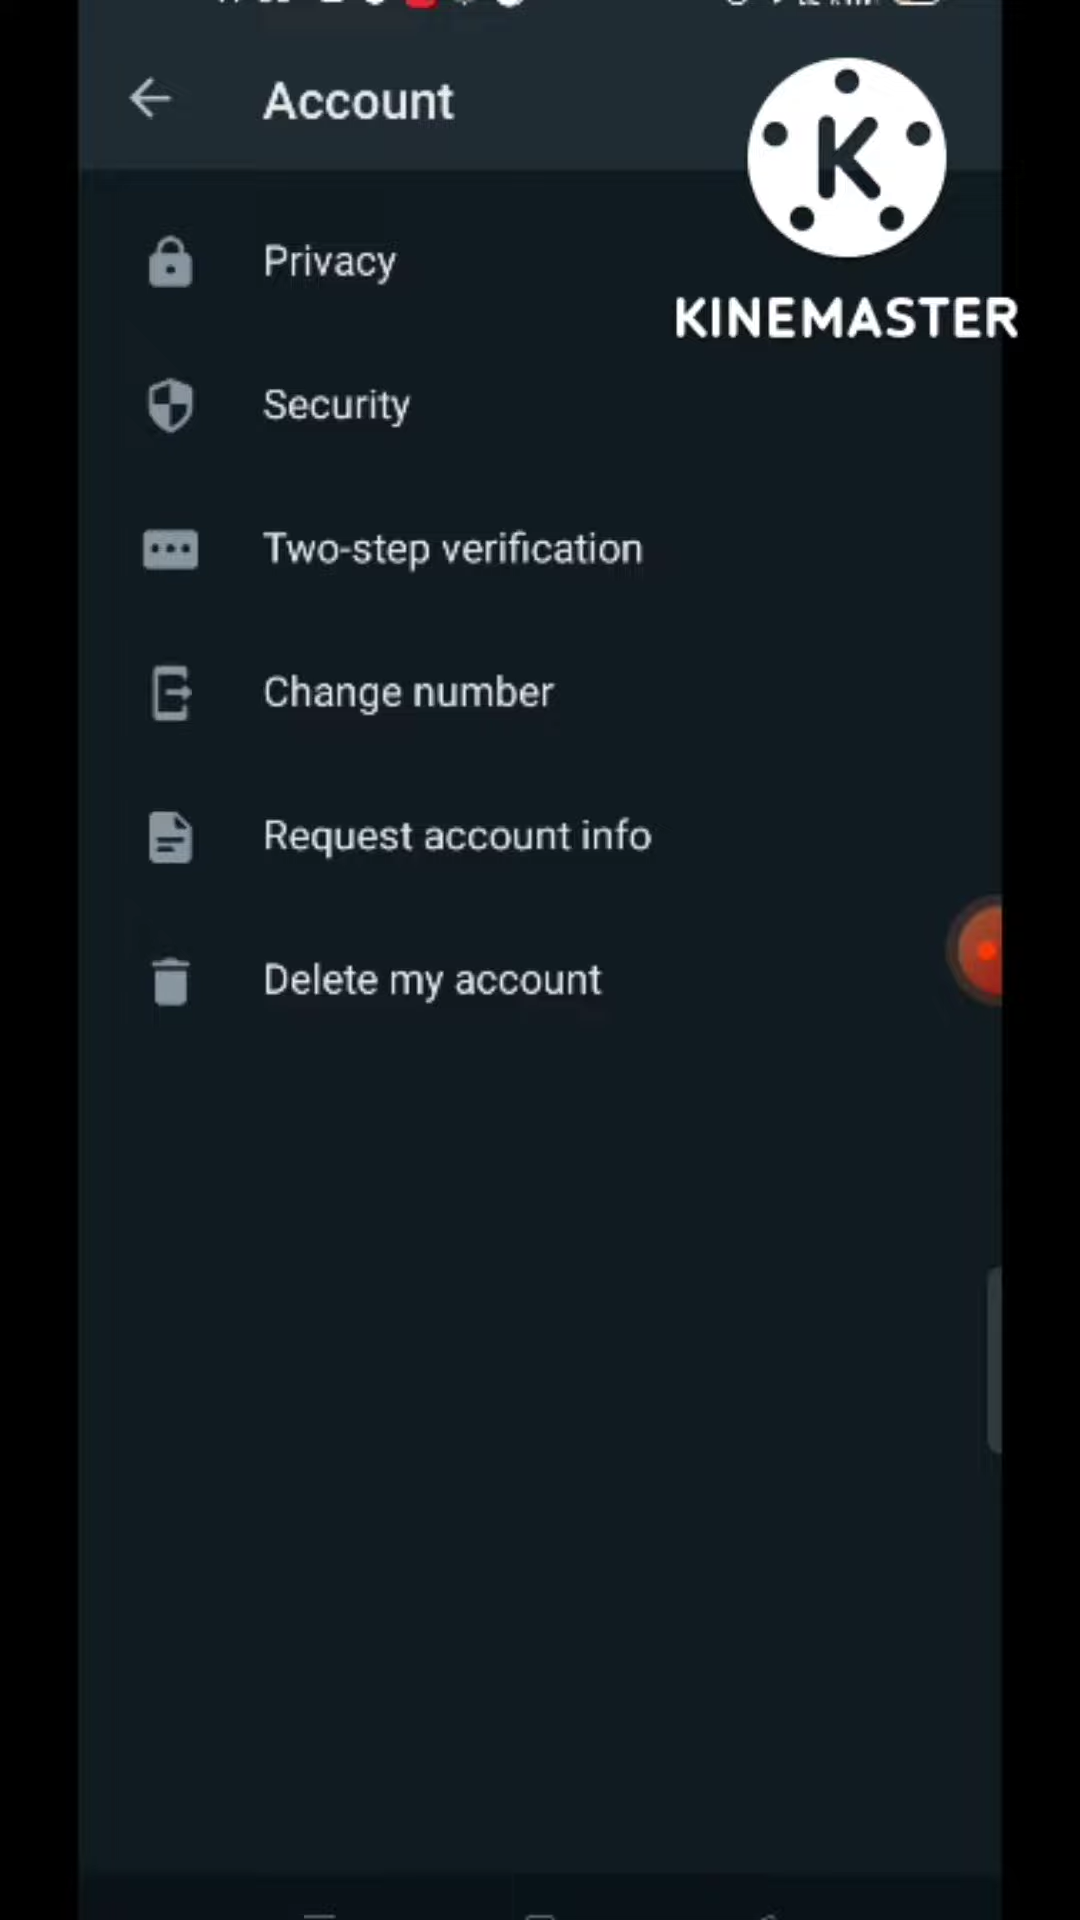 Account
K
KINEMASTER
Privacy
Security
Two-step verification
Change number
Request account info
Delete my account